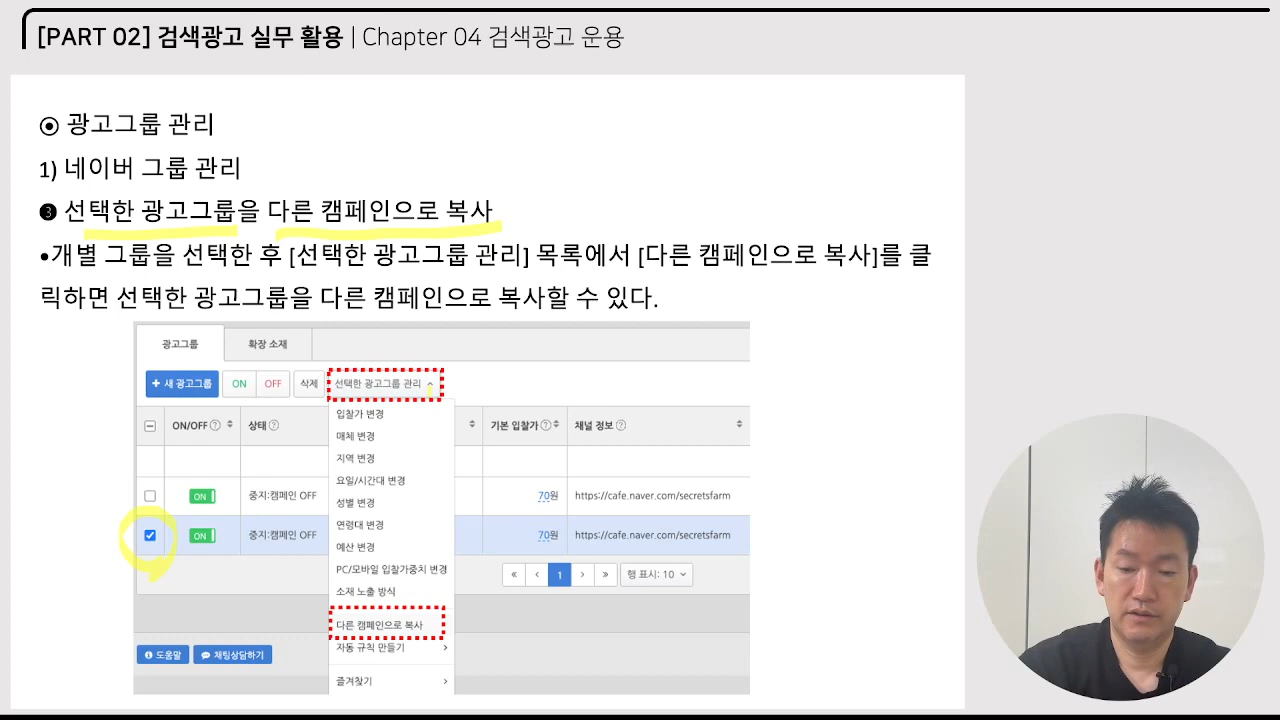 [PART 02] 검색광고 실무 활용 | Chapter 04 검색광고 운용
⦿ 광고그룹 관리
1) 네이버 그룹 관리
❸ 선택한 광고그룹을 다른 캠페인으로 복사
•개별 그룹을 선택한 후 [선택한 광고그룹 관리] 목록에서 [다른 캠페인으로 복사]를 클
릭하면 선택한 광고그룹을 다른 캠페인으로 복사할 수 있다.
광고그룹 확장 소재
+ 새 광고그룹 ON OFF 삭제 선택한 광고그룹 관리
ON/OFF 상태 기본 입찰가 채널 정보
입찰가 변경
매체 변경
지역 변경
요일/시간대 변경
성별 변경
연령대 변경
예산 변경
PC/모바일 입찰가중치 변경
소재 노출 방식
다른 캠페인으로 복사
자동 규칙 만들기 ›
즐겨찾기 ›
ON 중지:캠페인 OFF 70원 https://cafe.naver.com/secretsfarm
ON 중지:캠페인 OFF 70원 https://cafe.naver.com/secretsfarm
« ‹ 1 › » 행 표시: 10
도움말 채팅상담하기